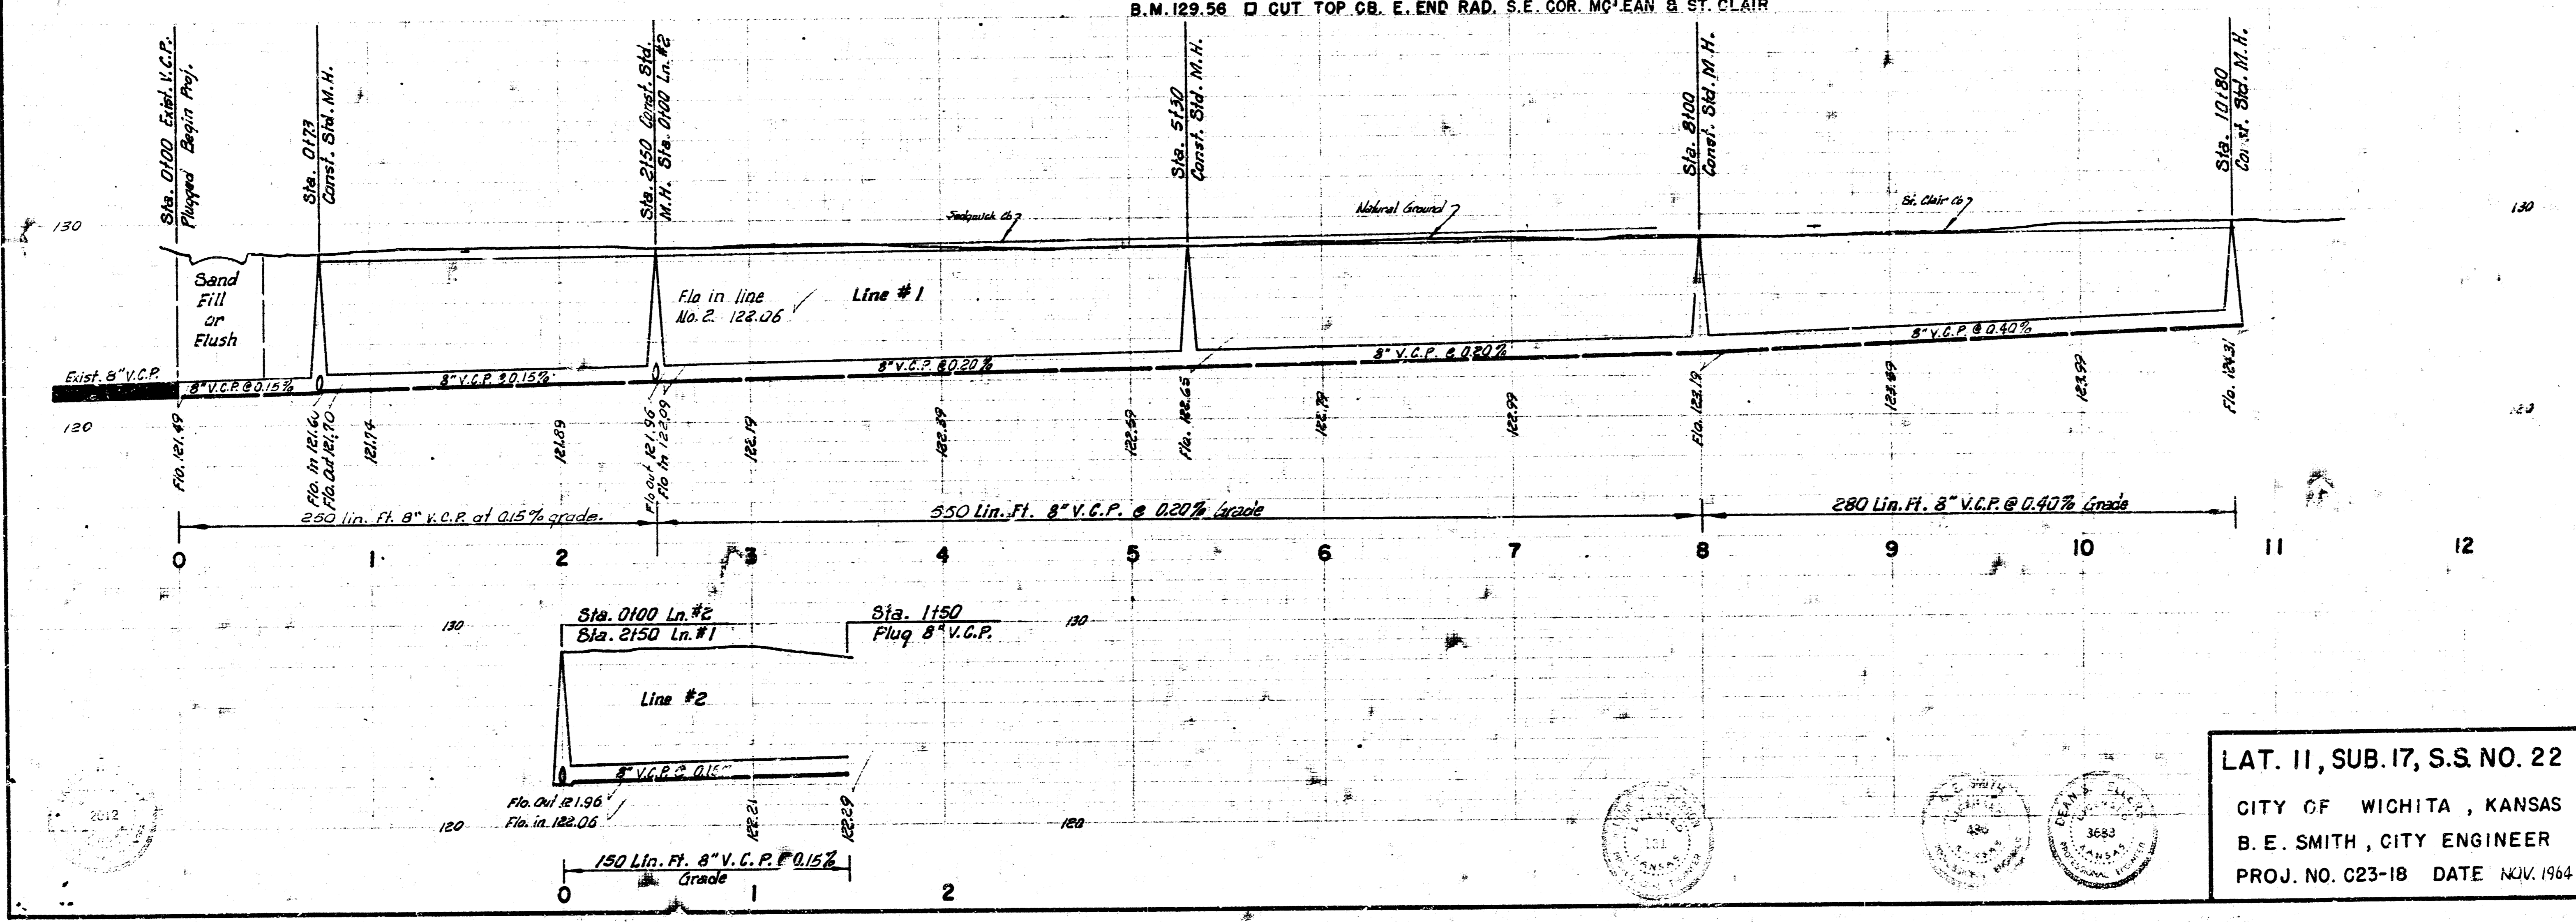 B.M. 129.56 □ CUT TOP CB. E. END RAD. S.E. COR. MCLEAN & ST. CLAIR
Sta. 0+00 Exist. V.C.P.
Plugged Begin Proj.
Sta. 0+73
Const. Std. M.H.
Sta. 2+50 Const. Std.
M.H. Sta. 0+00 Ln. #2
Sta. 5+30
Const. Std. M.H.
Sta. 8+00
Const. Std. M.H.
Sta. 10+80
Const. Std. M.H.
130
Sedgwick Cb
Natural Ground
St. Clair Cb
130
Sand
Fill
or
Flush
Flo in line
No. 2 122.06
Line #1
Exist. 8" V.C.P.
8" V.C.P. @ 0.15%
8" V.C.P. @ 0.15%
8" V.C.P. @ 0.20%
8" V.C.P. @ 0.20%
8" V.C.P. @ 0.40%
120
120
Flo. 121.49
Flo. in 121.60
Flo. Out 121.70
121.74
121.89
Flo Out 121.96
Flo in 122.09
122.19
122.39
122.59
Flo. 122.65
122.79
122.99
Flo. 123.19
123.59
123.99
Flo. 124.31
250 lin. ft. 8" V.C.P. at 0.15% grade.
550 Lin. Ft. 8" V.C.P. @ 0.20% Grade
280 Lin. Ft. 8" V.C.P. @ 0.40% Grade
0 1 2 3 4 5 6 7 8 9 10 11 12
130
Sta. 0+00 Ln. #2
Sta. 2+50 Ln. #1
Sta. 1+50
Plug 8" V.C.P.
130
Line #2
8" V.C.P. @ 0.15%
Flo. Out 121.96
Flo. in 122.06
122.21
122.29
120
120
150 Lin. Ft. 8" V.C.P. @ 0.15%
Grade
0 1 2
2012
KANSAS
436
DEAN
3683
KANSAS
LAT. 11, SUB. 17, S.S. NO. 22
CITY OF WICHITA, KANSAS
B. E. SMITH, CITY ENGINEER
PROJ. NO. C23-18 DATE NOV. 1964